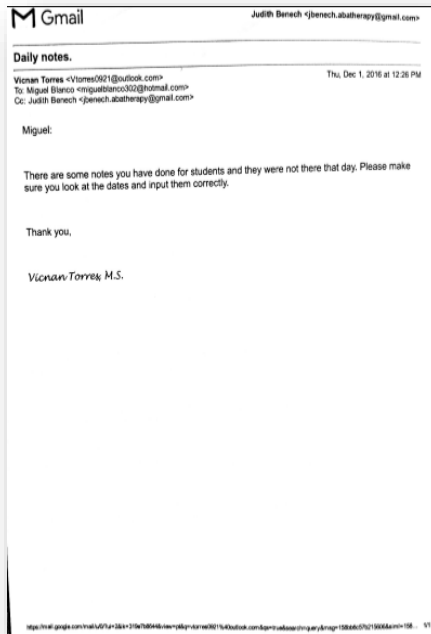 M Gmail
Judith Benech <jbenech.abatherapy@gmail.com>
Daily notes.
Vicnan Torres <Vtorres0921@outlook.com>
Thu, Dec 1, 2016 at 12:26 PM
To: Miguel Blanco <miguelblanco302@hotmail.com>
Cc: Judith Benech <jbenech.abatherapy@gmail.com>
Miguel:
There are some notes you have done for students and they were not there that day. Please make
sure you look at the dates and input them correctly.
Thank you,
Vicnan Torres, M.S.
1/1